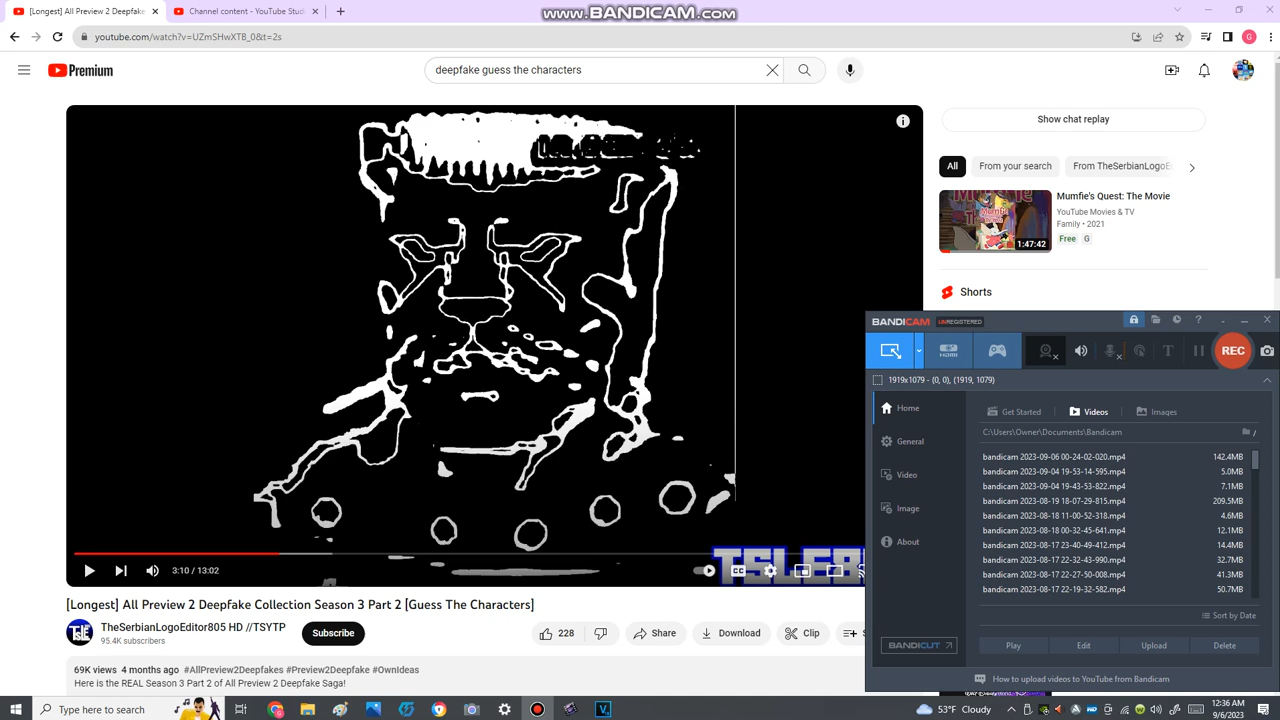 [Longest] All Preview 2 Deepfake
Channel content - YouTube Stud
www.BANDICAM.com
youtube.com/watch?v=UZmSHwXTB_0&t=2s
G
Premium
deepfake guess the characters
Show chat replay
All
From your search
From TheSerbianLogoEd
Mumfie's Quest: The Movie
YouTube Movies & TV
Family • 2021
Free
G
1:47:42
Shorts
BANDICAM UNREGISTERED
HDMI
REC
1919x1079 - (0, 0), (1919, 1079)
Home
Get Started
Videos
Images
C:\Users\Owner\Documents\Bandicam
General
bandicam 2023-09-06 00-24-02-020.mp4 142.4MB
bandicam 2023-09-04 19-53-14-595.mp4 5.0MB
Video
bandicam 2023-09-04 19-43-53-822.mp4 7.1MB
bandicam 2023-08-19 18-07-29-815.mp4 209.5MB
Image
bandicam 2023-08-18 11-00-52-318.mp4 4.6MB
bandicam 2023-08-18 00-32-45-641.mp4 12.1MB
About
bandicam 2023-08-17 23-40-49-412.mp4 14.4MB
bandicam 2023-08-17 22-32-43-990.mp4 32.7MB
bandicam 2023-08-17 22-27-50-008.mp4 41.3MB
bandicam 2023-08-17 22-19-32-582.mp4 50.7MB
Sort by Date
BANDICUT
Play
Edit
Upload
Delete
How to upload videos to YouTube from Bandicam
TSLE8
CC
3:10 / 13:02
[Longest] All Preview 2 Deepfake Collection Season 3 Part 2 [Guess The Characters]
TheSerbianLogoEditor805 HD //TSYTP
95.4K subscribers
Subscribe
228
Share
Download
Clip
S
69K views 4 months ago #AllPreview2Deepfakes #Preview2Deepfake #OwnIdeas
Here is the REAL Season 3 Part 2 of All Preview 2 Deepfake Saga!
Type here to search
53°F Cloudy
12:36 AM
9/6/2023